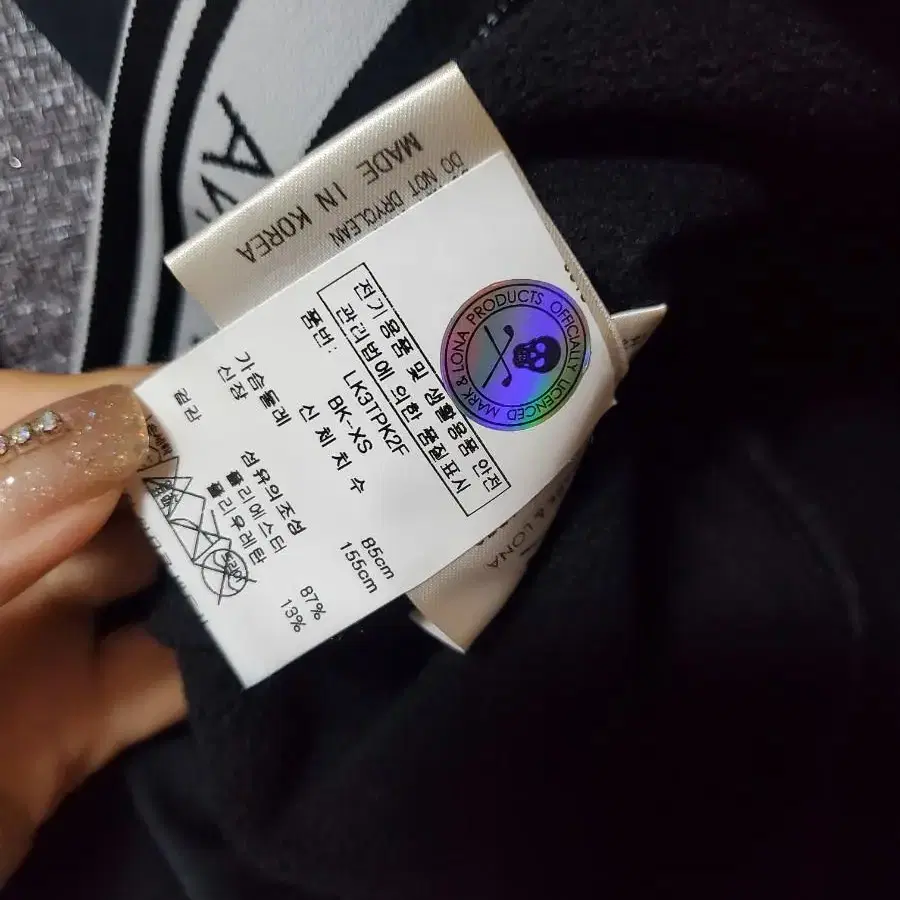 MADE IN KOREA
DO NOT DRYCLEAN
MARK & LONA PRODUCTS. OFFICIALLY LICENCED
전기용품 및 생활용품 안전
관리법에 의한 품질표시
품번: LK3TPK2F
BK-XS
신체치수
가슴둘레 85cm
신장 155cm
섬유의 조성
폴리에스터 87%
폴리우레탄 13%
& LONA